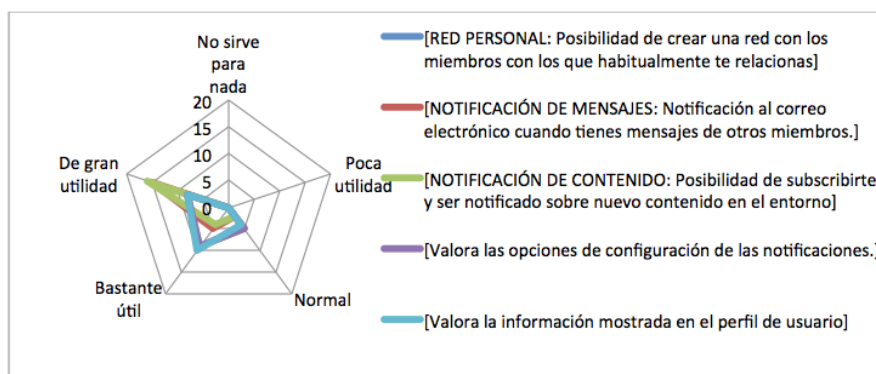 No sirve
para
nada
20
15
10
5
0
Poca
utilidad
Normal
Bastante
útil
De gran
utilidad
[RED PERSONAL: Posibilidad de crear una red con los
miembros con los que habitualmente te relacionas]
[NOTIFICACIÓN DE MENSAJES: Notificación al correo
electrónico cuando tienes mensajes de otros miembros.]
[NOTIFICACIÓN DE CONTENIDO: Posibilidad de subscribirte
y ser notificado sobre nuevo contenido en el entorno]
[Valora las opciones de configuración de las notificaciones.]
[Valora la información mostrada en el perfil de usuario]